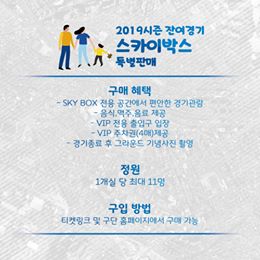 2019시즌 잔여경기
스카이박스
특별판매
구매 혜택
- SKY BOX 전용 공간에서 편안한 경기관람
- 음식,맥주,음료 제공
- VIP 전용 출입구 입장
- VIP 주차권(4매)제공
- 경기종료 후 그라운드 기념사진 촬영
정원
1개실 당 최대 11명
구입 방법
티켓링크 및 구단 홈페이지에서 구매 가능